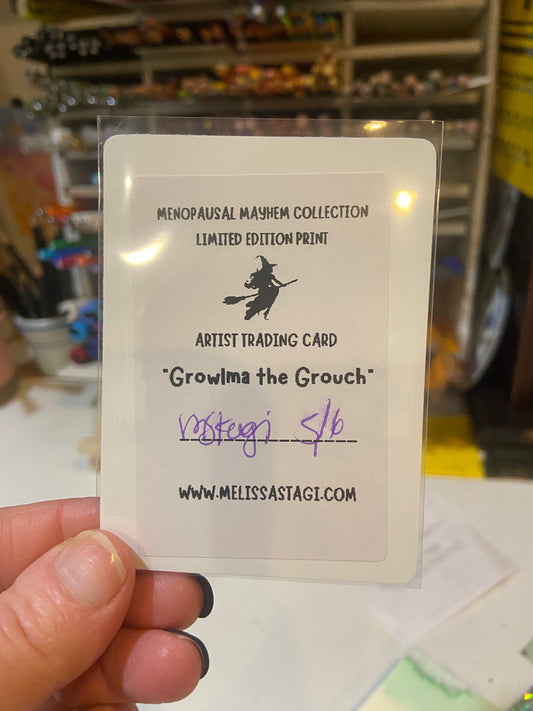 MENOPAUSAL MAYHEM COLLECTION
LIMITED EDITION PRINT
ARTIST TRADING CARD
"Growlma the Grouch"
mstagi 5/6
WWW.MELISSASTAGI.COM